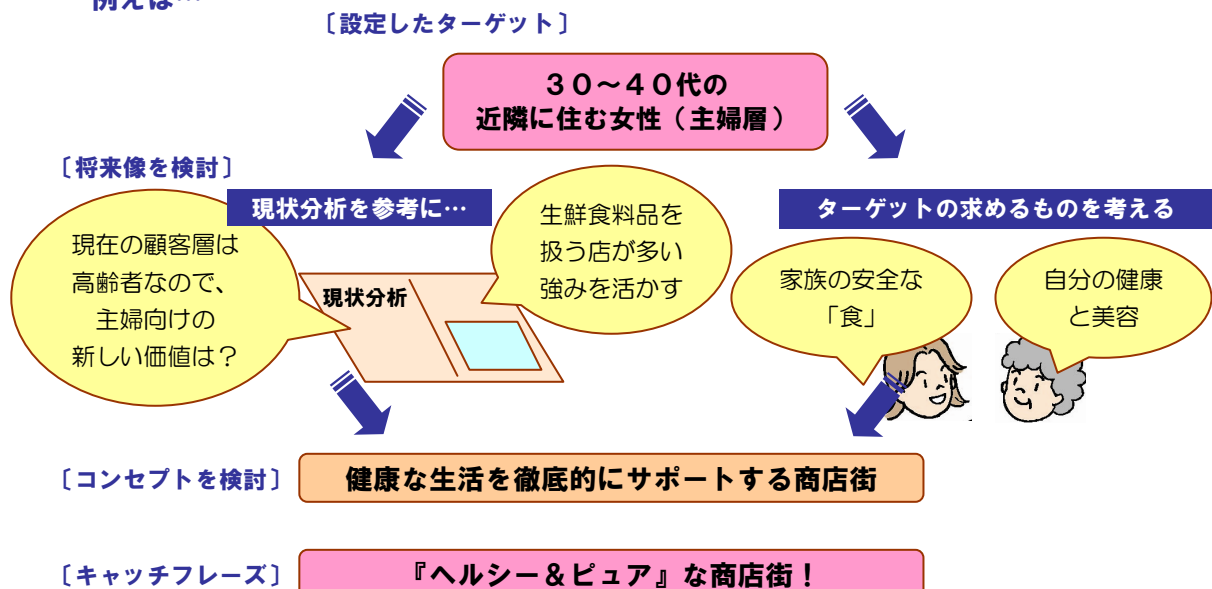 例えば…
〔設定したターゲット〕
３０～４０代の
近隣に住む女性（主婦層）
〔将来像を検討〕
現状分析を参考に…
ターゲットの求めるものを考える
現在の顧客層は
高齢者なので、
主婦向けの
新しい価値は？
現状分析
生鮮食料品を
扱う店が多い
強みを活かす
家族の安全な
「食」
自分の健康
と美容
〔コンセプトを検討〕
健康な生活を徹底的にサポートする商店街
〔キャッチフレーズ〕
『ヘルシー＆ピュア』な商店街！